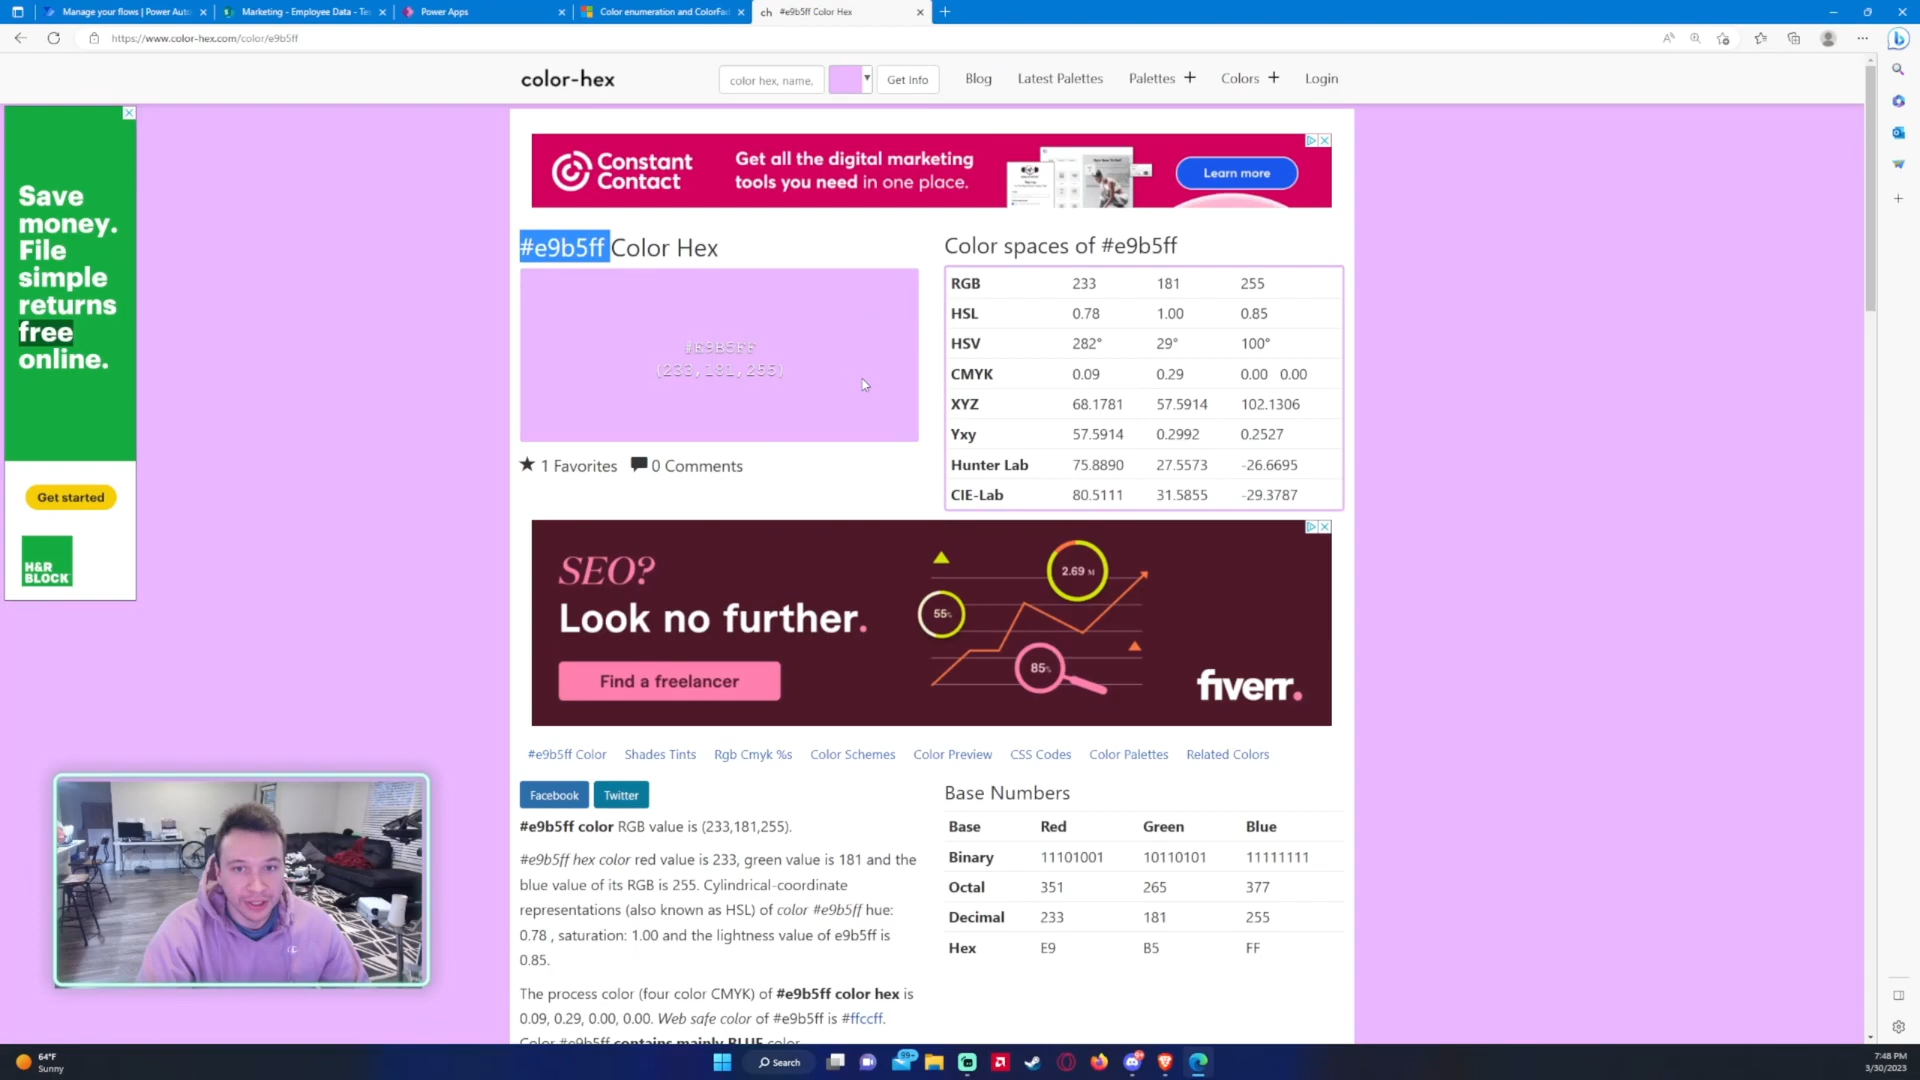 Manage your flows | Power Auto
Marketing - Employee Data - Te
Power Apps
Color enumeration and ColorFa
ch #e9b5ff Color Hex
https://www.color-hex.com/color/e9b5ff
color-hex
color hex, name,
Get Info
Blog
Latest Palettes
Palettes +
Colors +
Login
Save
money.
File
simple
returns
free
online.
Get started
H&R
BLOCK
Constant
Contact
Get all the digital marketing
tools you need in one place.
Learn more
#e9b5ff Color Hex
#E9B5FF
(233,181,255)
1 Favorites 0 Comments
Color spaces of #e9b5ff
RGB 233 181 255
HSL 0.78 1.00 0.85
HSV 282° 29° 100°
CMYK 0.09 0.29 0.00 0.00
XYZ 68.1781 57.5914 102.1306
Yxy 57.5914 0.2992 0.2527
Hunter Lab 75.8890 27.5573 -26.6695
CIE-Lab 80.5111 31.5855 -29.3787
SEO?
Look no further.
Find a freelancer
55%
2.69 M
85%
fiverr.
#e9b5ff Color Shades Tints Rgb Cmyk %s Color Schemes Color Preview CSS Codes Color Palettes Related Colors
Facebook Twitter
#e9b5ff color RGB value is (233,181,255).
#e9b5ff hex color red value is 233, green value is 181 and the
blue value of its RGB is 255. Cylindrical-coordinate
representations (also known as HSL) of color #e9b5ff hue:
0.78 , saturation: 1.00 and the lightness value of e9b5ff is
0.85.
The process color (four color CMYK) of #e9b5ff color hex is
0.09, 0.29, 0.00, 0.00. Web safe color of #e9b5ff is #ffccff.
Color #e9b5ff contains mainly BLUE color.
Base Numbers
Base Red Green Blue
Binary 11101001 10110101 11111111
Octal 351 265 377
Decimal 233 181 255
Hex E9 B5 FF
64°F
Sunny
Search
99+
7:48 PM
3/30/2023